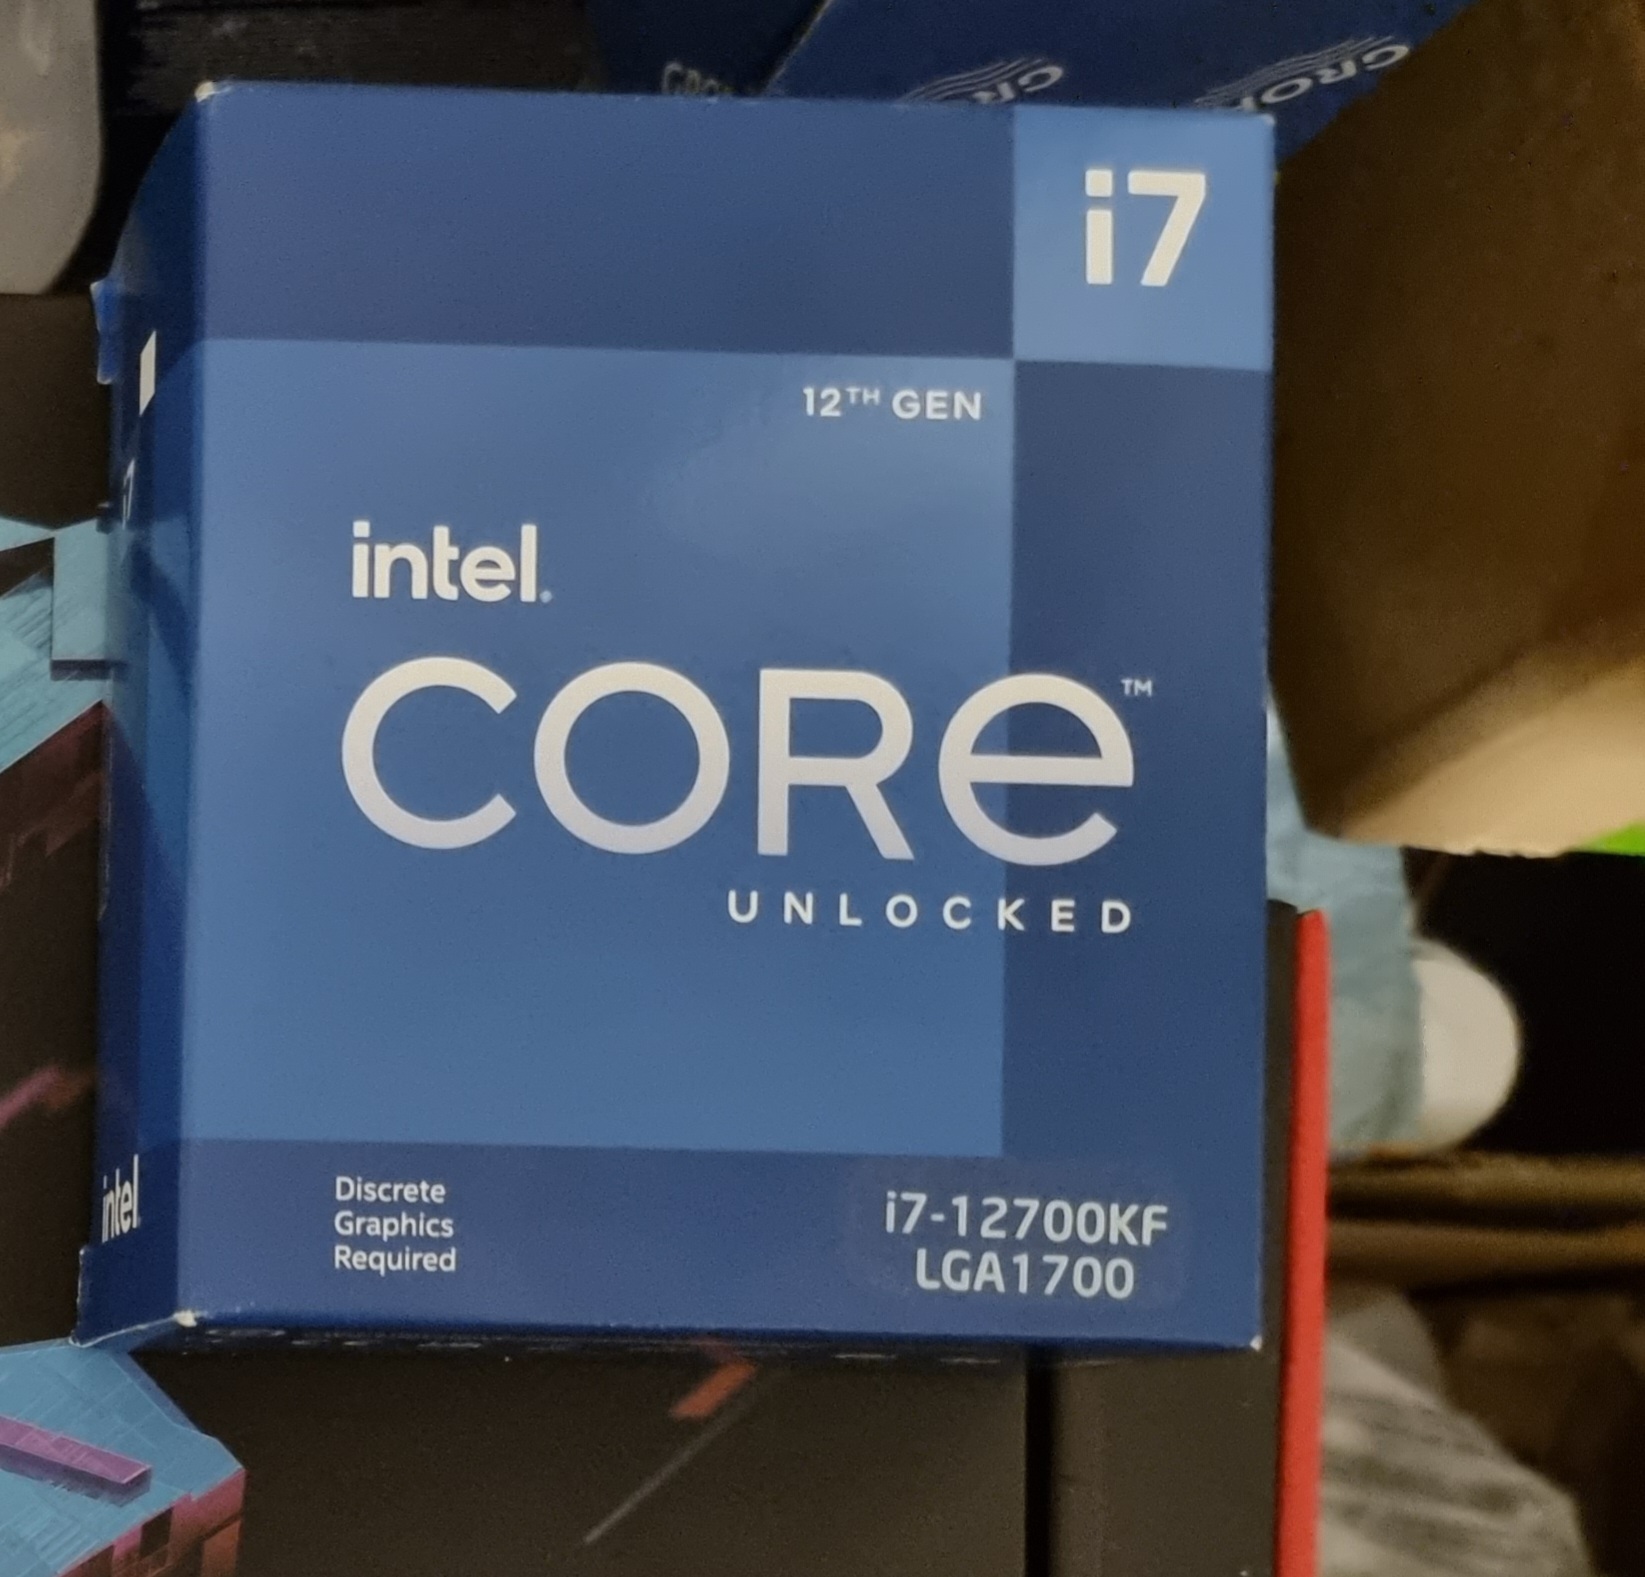 i7
12TH GEN
intel.
CORe™
UNLOCKED
Discrete
Graphics
Required
i7-12700KF
LGA1700
intel.